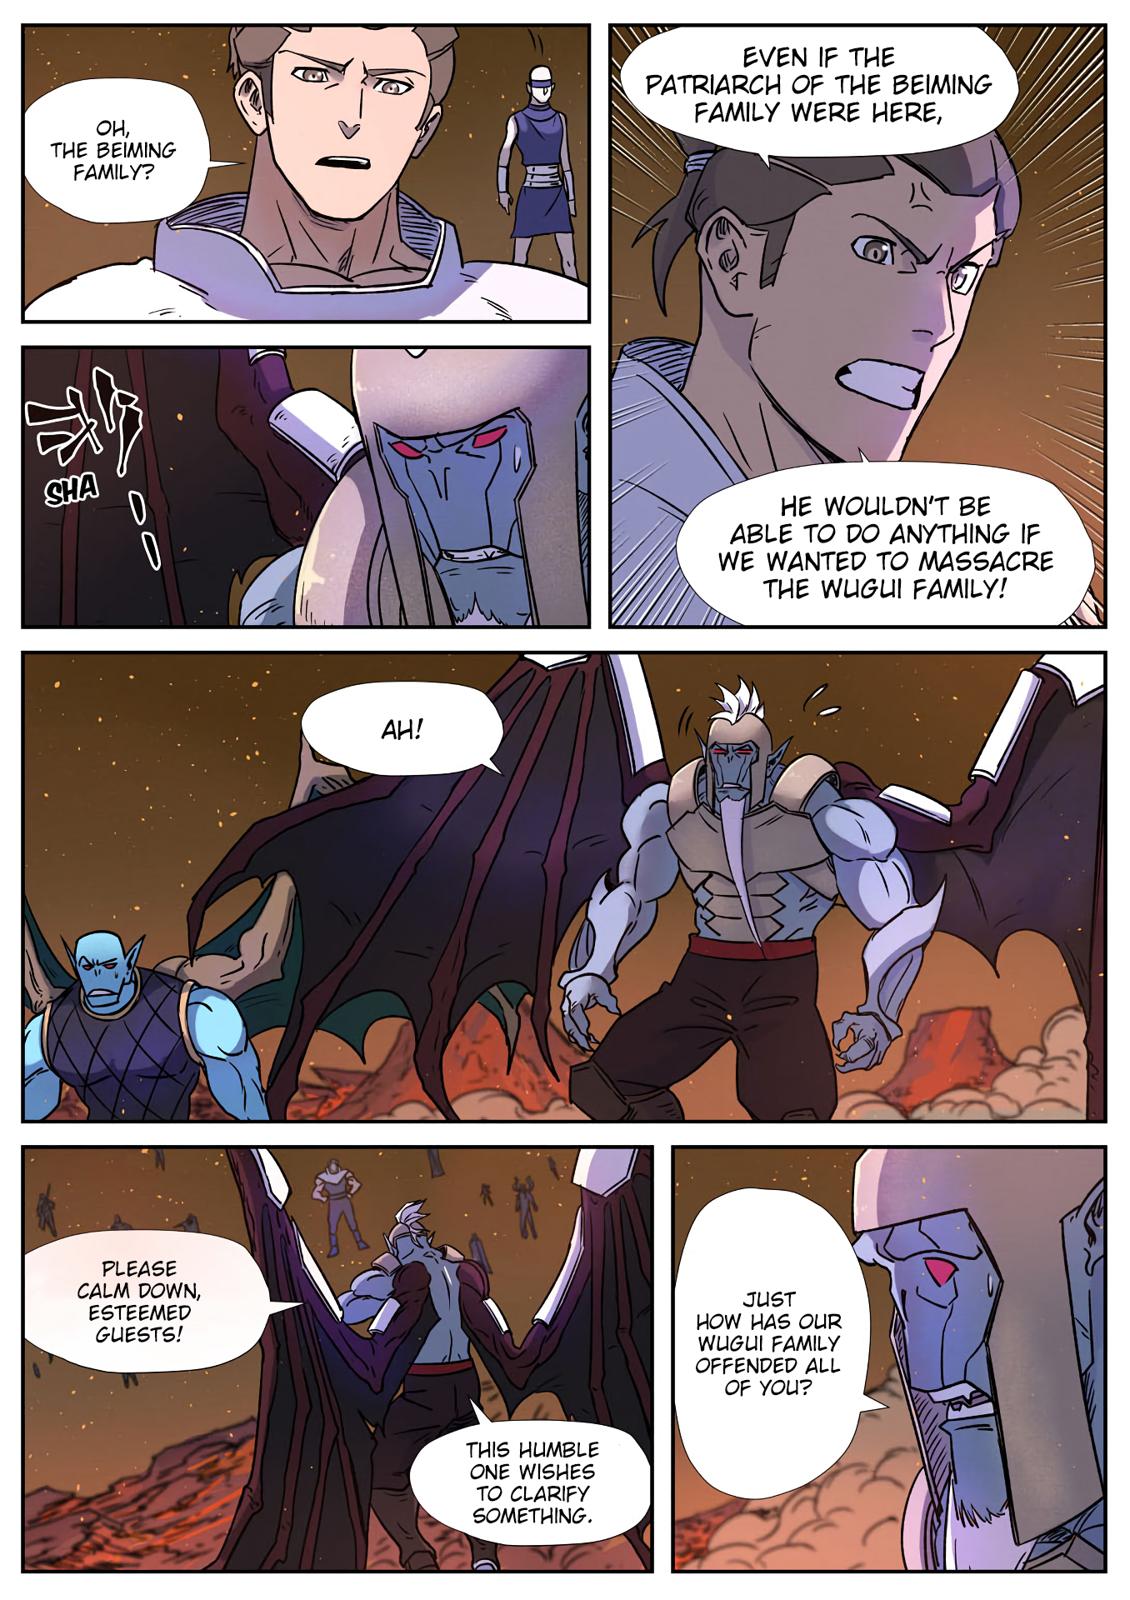 OH,
THE BEIMING
FAMILY?
EVEN IF THE
PATRIARCH OF THE BEIMING
FAMILY WERE HERE,
HE WOULDN'T BE
ABLE TO DO ANYTHING IF
WE WANTED TO MASSACRE
THE WUGUI FAMILY!
SHA
AH!
PLEASE
CALM DOWN,
ESTEEMED
GUESTS!
THIS HUMBLE
ONE WISHES
TO CLARIFY
SOMETHING.
JUST
HOW HAS OUR
WUGUI FAMILY
OFFENDED ALL
OF YOU?